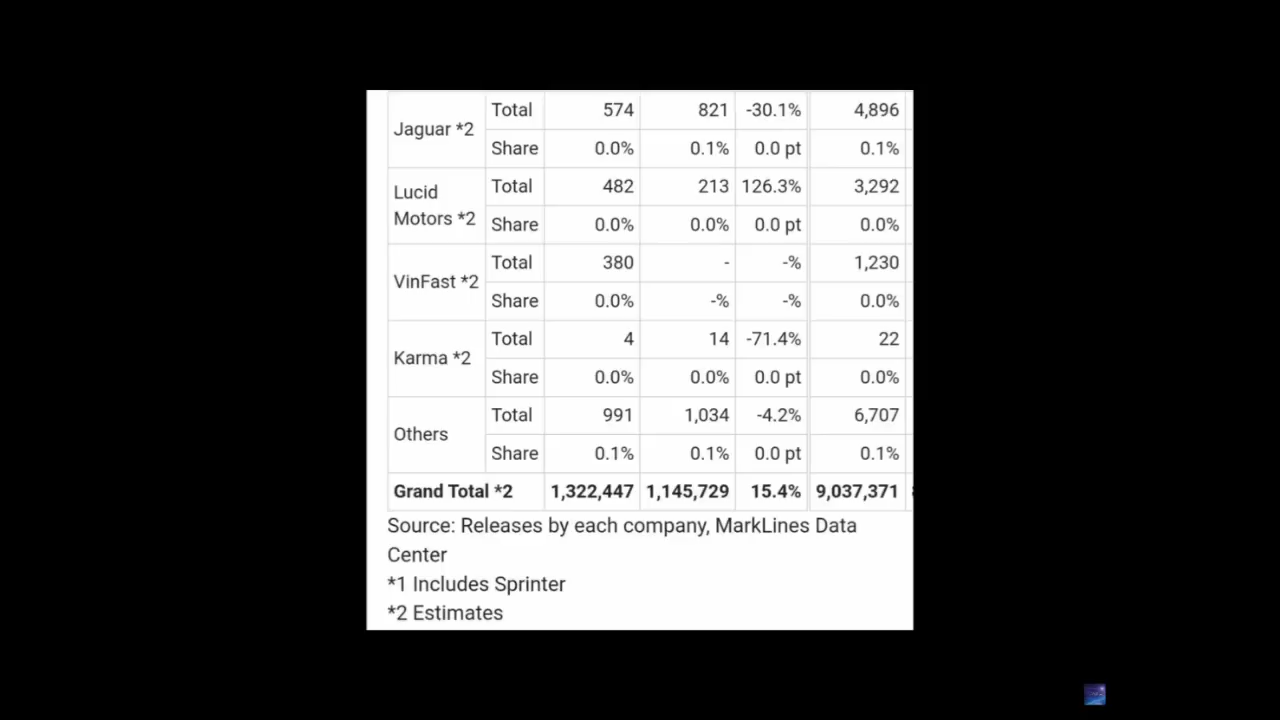 Jaguar *2 Total 574 821 -30.1% 4,896
Share 0.0% 0.1% 0.0 pt 0.1%
Lucid Motors *2 Total 482 213 126.3% 3,292
Share 0.0% 0.0% 0.0 pt 0.0%
VinFast *2 Total 380 - -% 1,230
Share 0.0% -% -% 0.0%
Karma *2 Total 4 14 -71.4% 22
Share 0.0% 0.0% 0.0 pt 0.0%
Others Total 991 1,034 -4.2% 6,707
Share 0.1% 0.1% 0.0 pt 0.1%
Grand Total *2 1,322,447 1,145,729 15.4% 9,037,371
Source: Releases by each company, MarkLines Data
Center
*1 Includes Sprinter
*2 Estimates